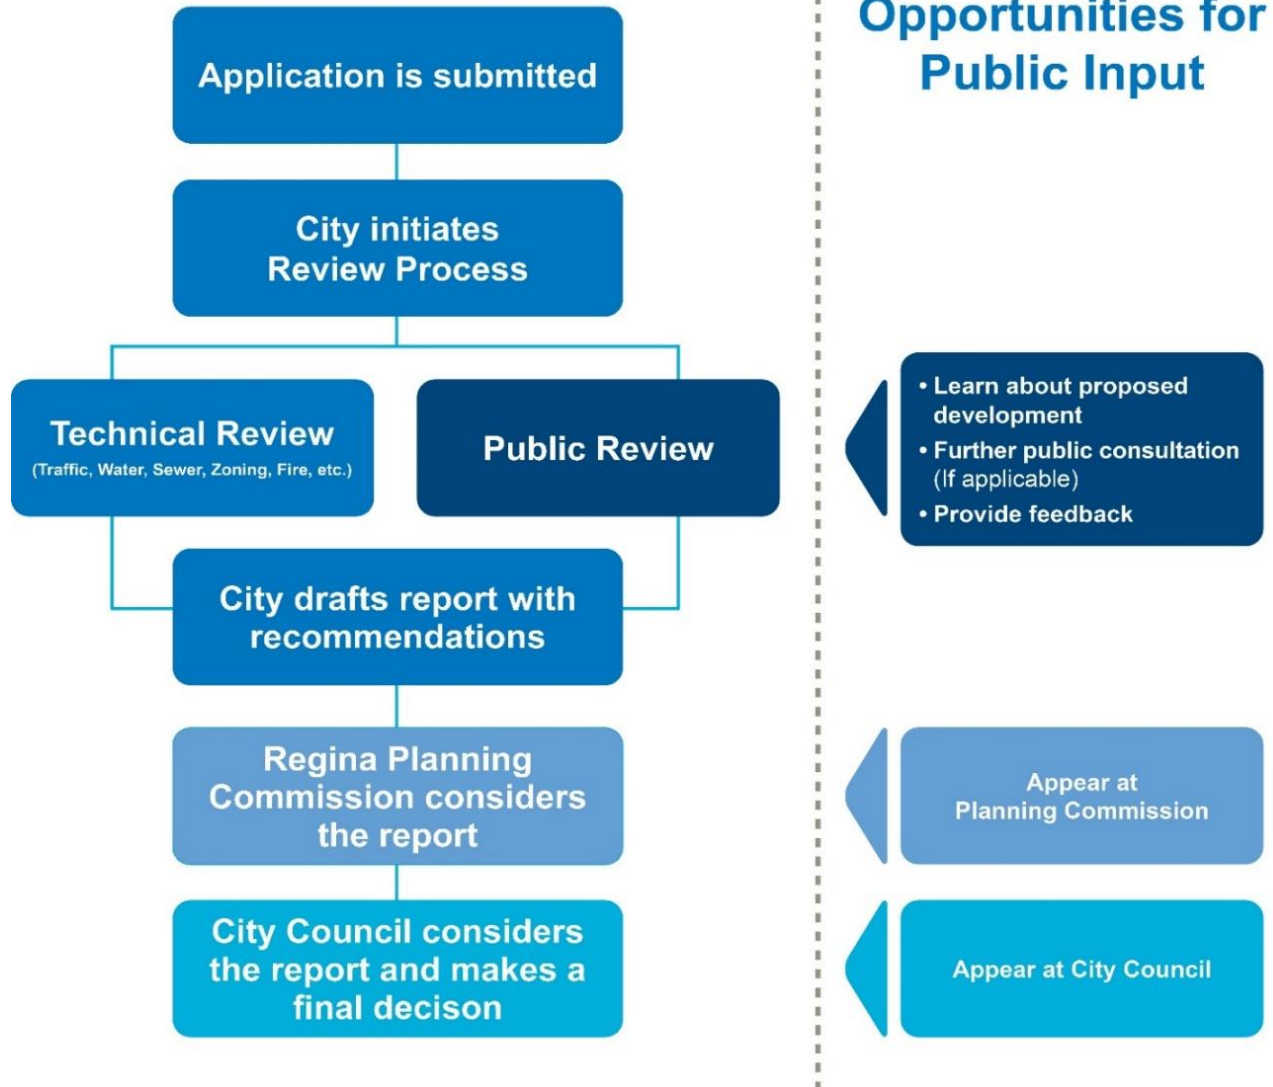 Opportunities for
Public Input
Application is submitted
City initiates
Review Process
Technical Review
(Traffic, Water, Sewer, Zoning, Fire, etc.)
Public Review
• Learn about proposed
development
• Further public consultation
(If applicable)
• Provide feedback
City drafts report with
recommendations
Regina Planning
Commission considers
the report
Appear at
Planning Commission
City Council considers
the report and makes a
final decison
Appear at City Council